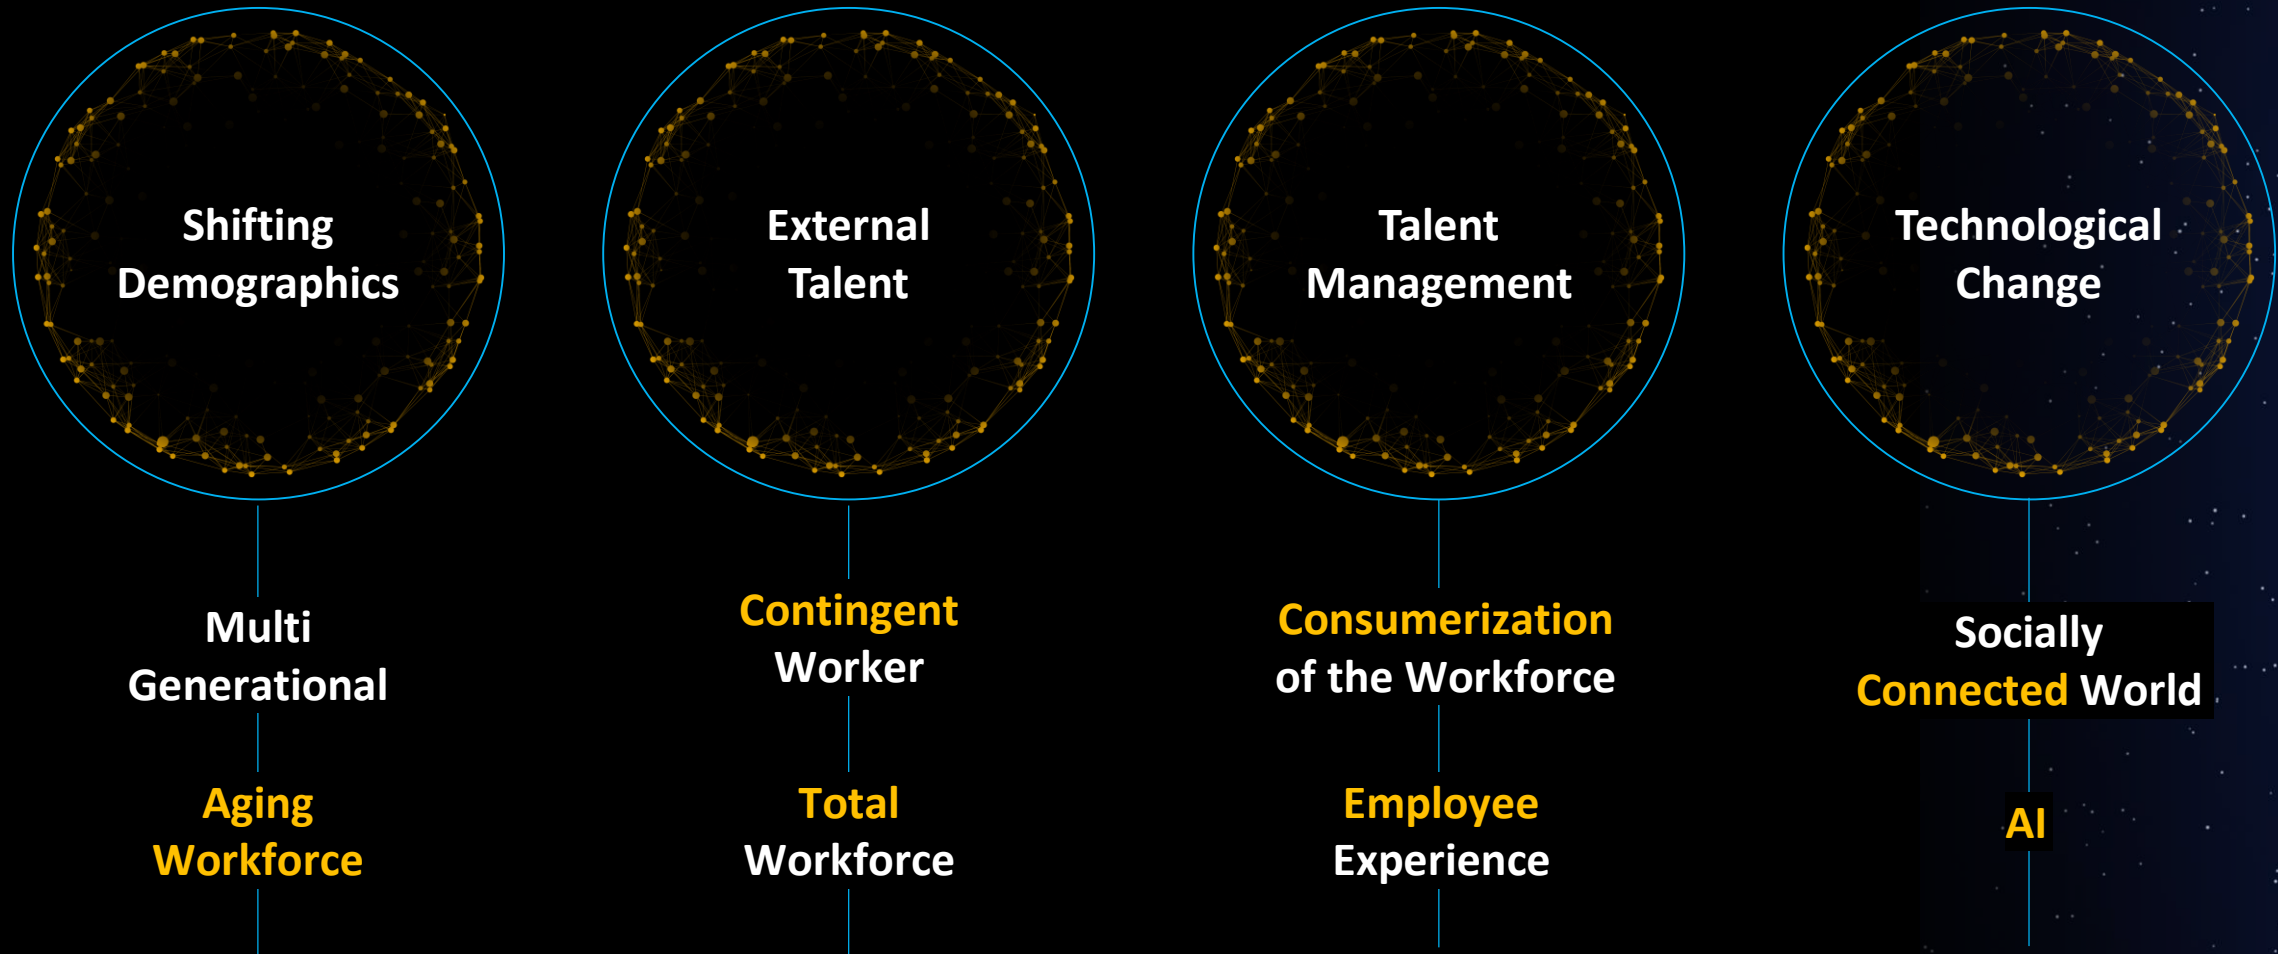 Shifting
Demographics
External
Talent
Talent
Management
Technological
Change
Multi
Generational
Contingent
Worker
Consumerization
of the Workforce
Socially
Connected World
Aging
Workforce
Total
Workforce
Employee
Experience
AI